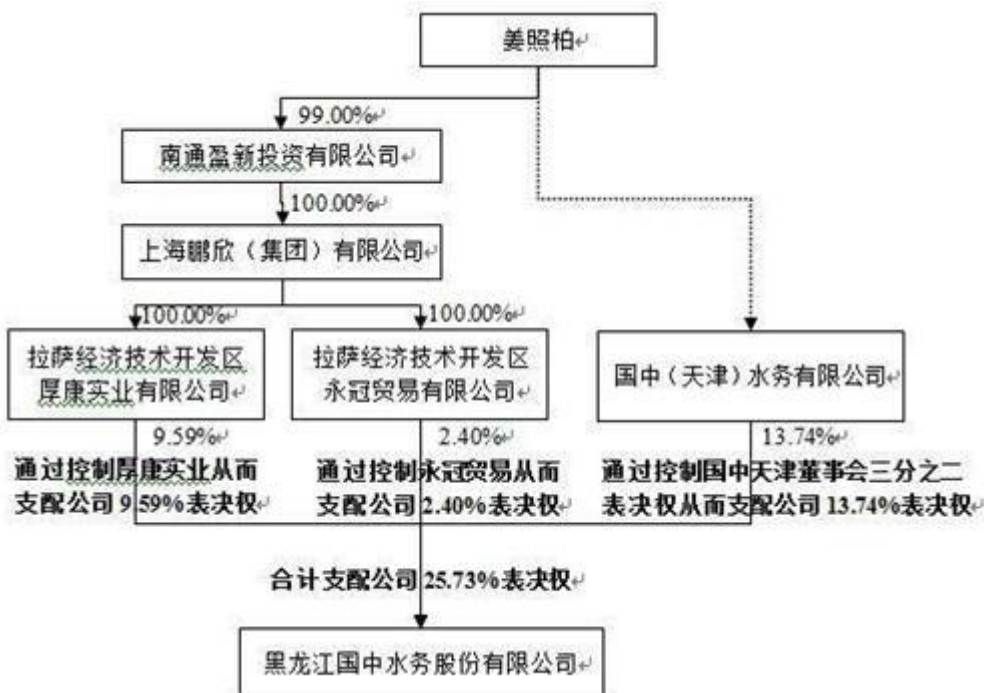 姜照柏
99.00%
南通盈新投资有限公司
100.00%
上海鹏欣（集团）有限公司
100.00%
100.00%
拉萨经济技术开发区
厚康实业有限公司
拉萨经济技术开发区
永冠贸易有限公司
国中（天津）水务有限公司
9.59%
2.40%
13.74%
通过控制厚康实业从而
支配公司 9.59%表决权
通过控制永冠贸易从而
支配公司 2.40%表决权
通过控制国中天津董事会三分之二
表决权从而支配公司 13.74%表决权
合计支配公司 25.73%表决权
黑龙江国中水务股份有限公司